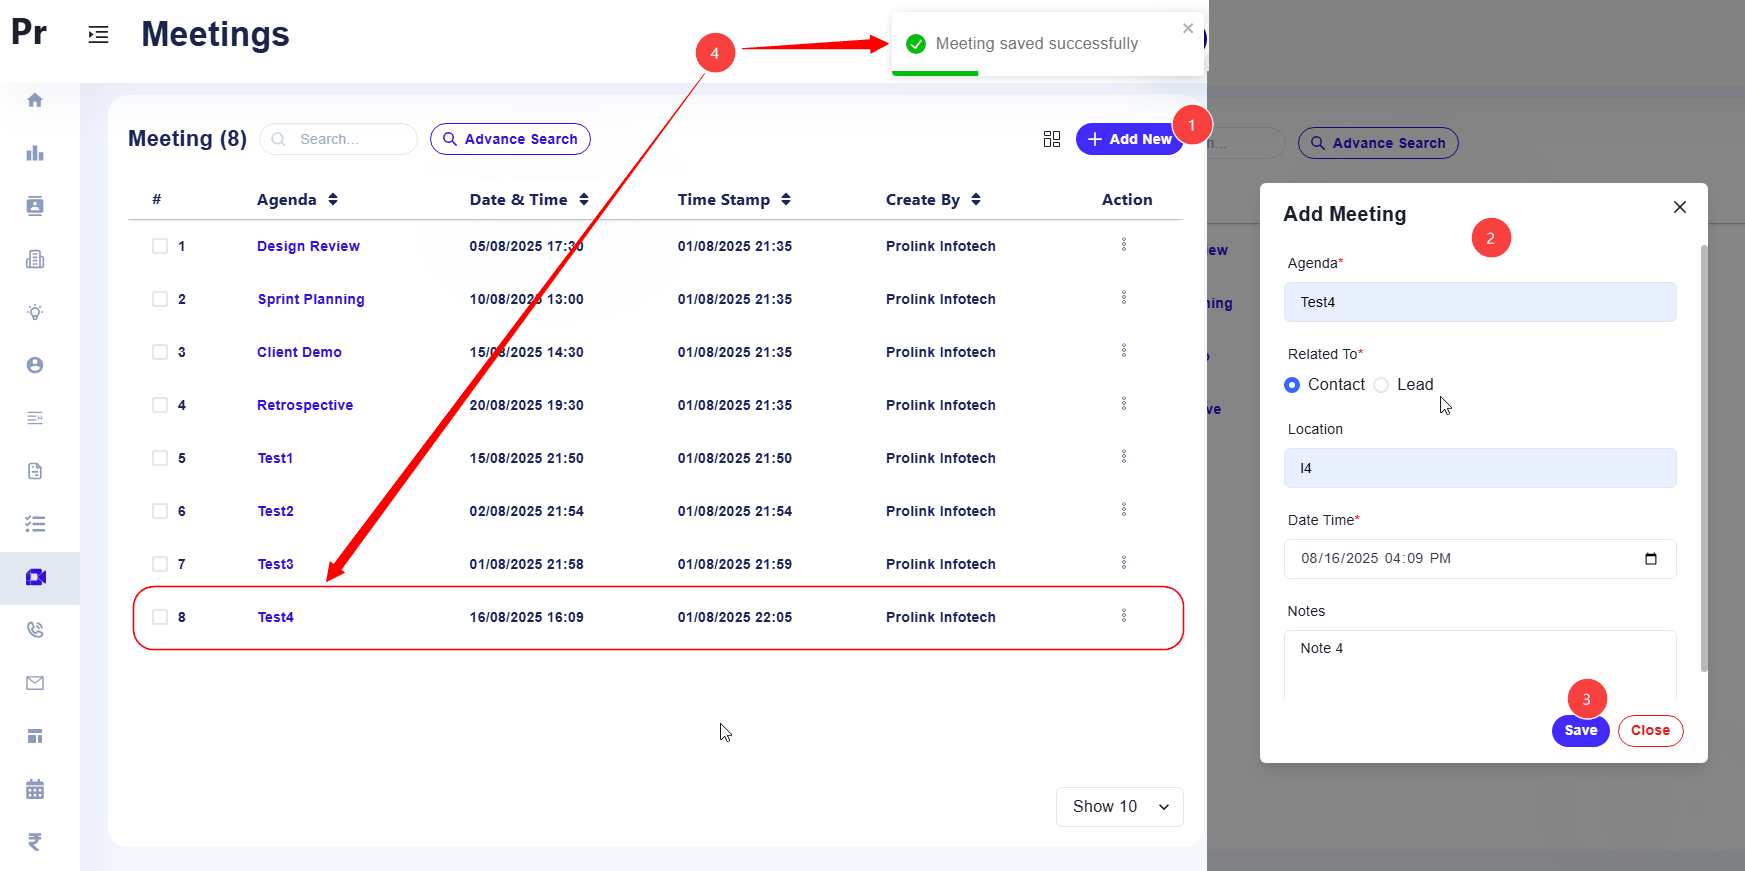 Pr
Meetings
4
Meeting saved successfully
Meeting (8)
Search...
Advance Search
Add New
1
# Agenda Date & Time Time Stamp Create By Action
1 Design Review 05/08/2025 17:30 01/08/2025 21:35 Prolink Infotech
2 Sprint Planning 10/08/2025 13:00 01/08/2025 21:35 Prolink Infotech
3 Client Demo 15/08/2025 14:30 01/08/2025 21:35 Prolink Infotech
4 Retrospective 20/08/2025 19:30 01/08/2025 21:35 Prolink Infotech
5 Test1 15/08/2025 21:50 01/08/2025 21:50 Prolink Infotech
6 Test2 02/08/2025 21:54 01/08/2025 21:54 Prolink Infotech
7 Test3 01/08/2025 21:58 01/08/2025 21:59 Prolink Infotech
8 Test4 16/08/2025 16:09 01/08/2025 22:05 Prolink Infotech
Show 10
Advance Search
Add Meeting
2
Agenda*
Test4
Related To*
Contact Lead
Location
l4
Date Time*
08/16/2025 04:09 PM
Notes
Note 4
3
Save Close